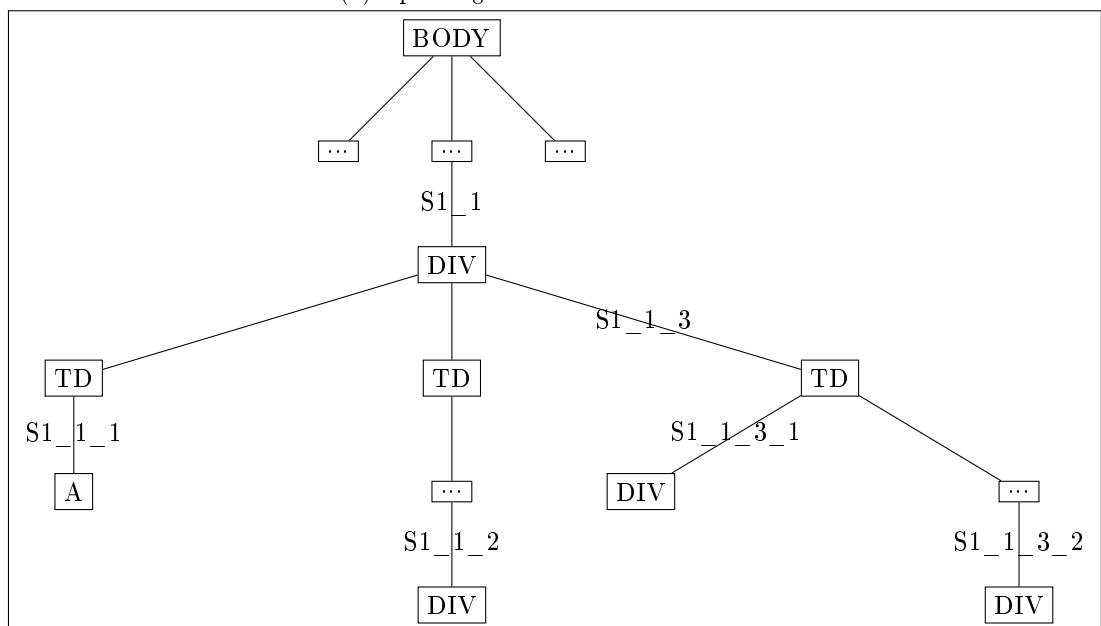 BODY
... ... ...
S1_1
DIV
S1_1_3
TD TD TD
S1_1_1 S1_1_3_1
A ... DIV ...
S1_1_2 S1_1_3_2
DIV DIV